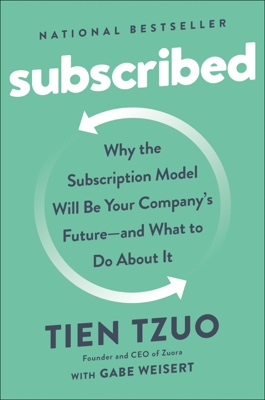 NATIONAL BESTSELLER
subscribed
Why the
Subscription Model
Will Be Your Company's
Future—and What to
Do About It
TIEN TZUO
Founder and CEO of Zuora
WITH GABE WEISERT